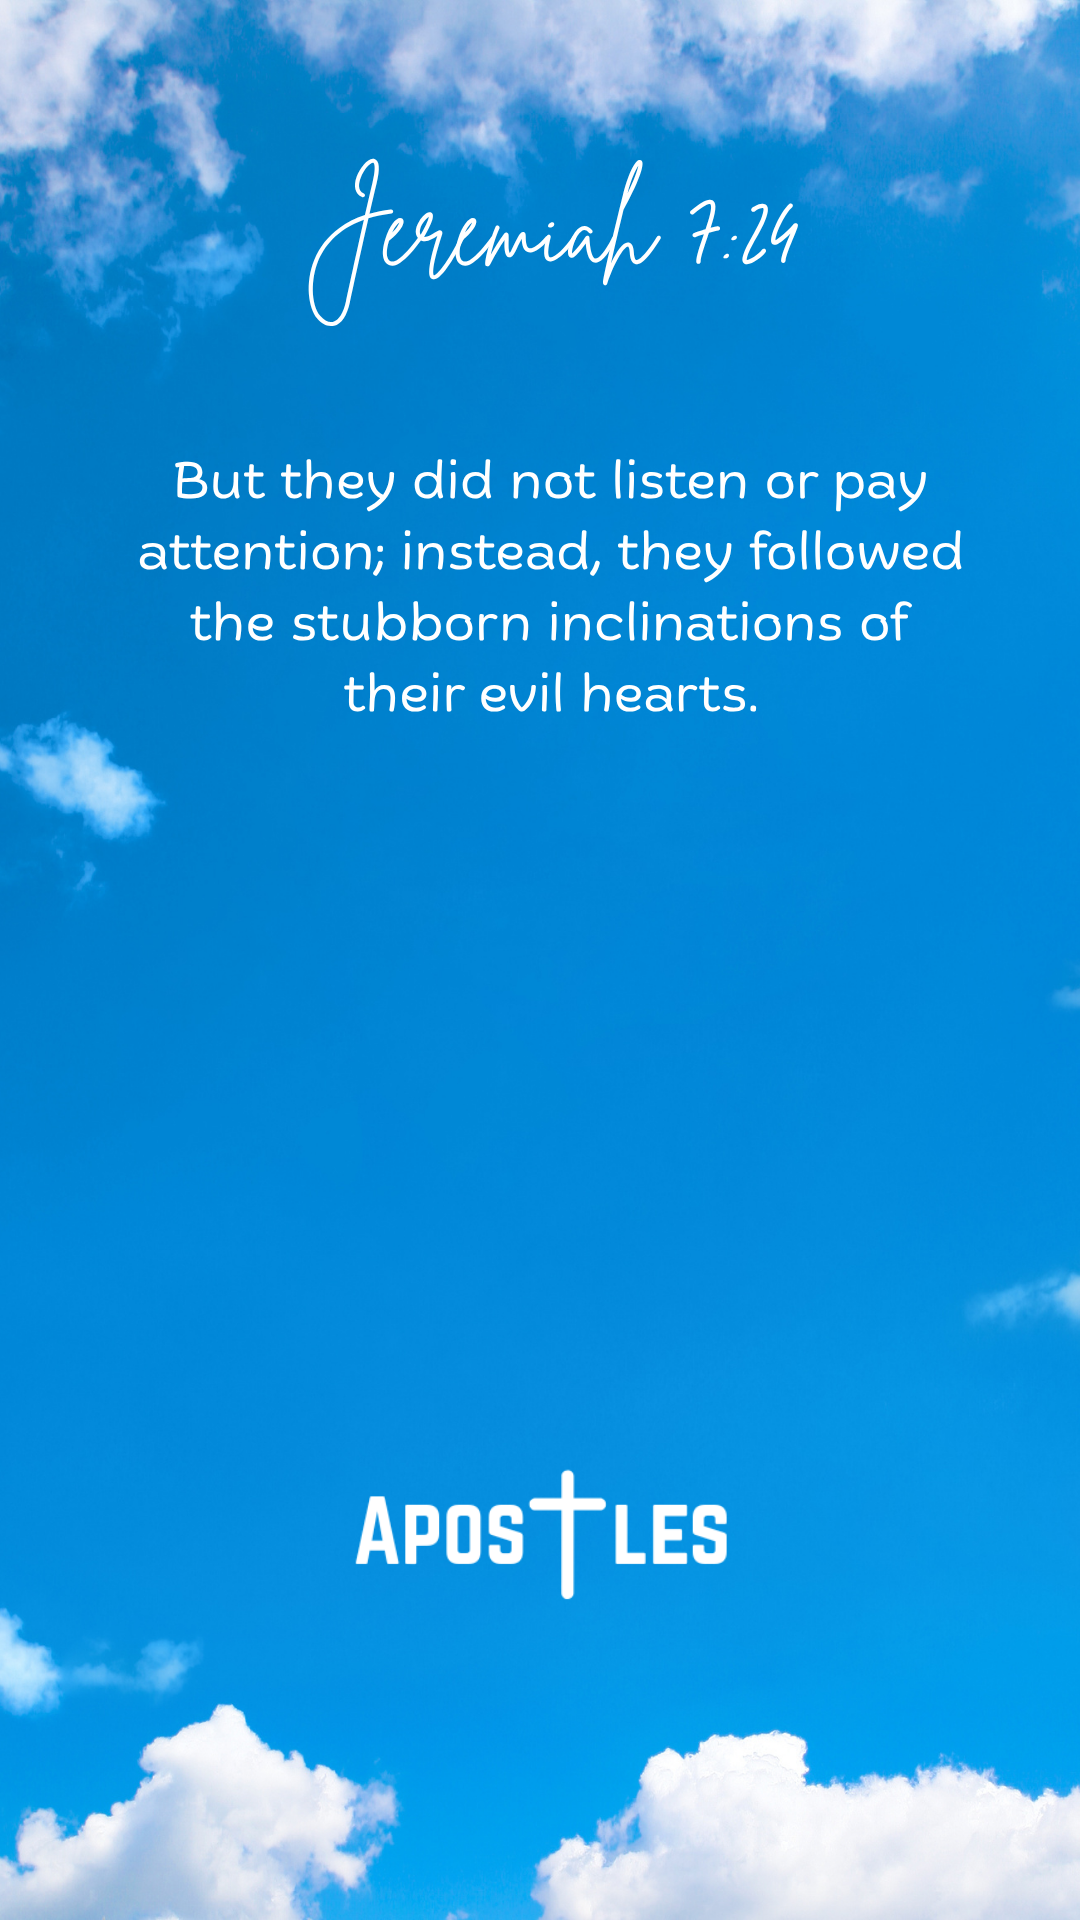 Jeremiah 7:24
But they did not listen or pay
attention; instead, they followed
the stubborn inclinations of
their evil hearts.
APOSTLES